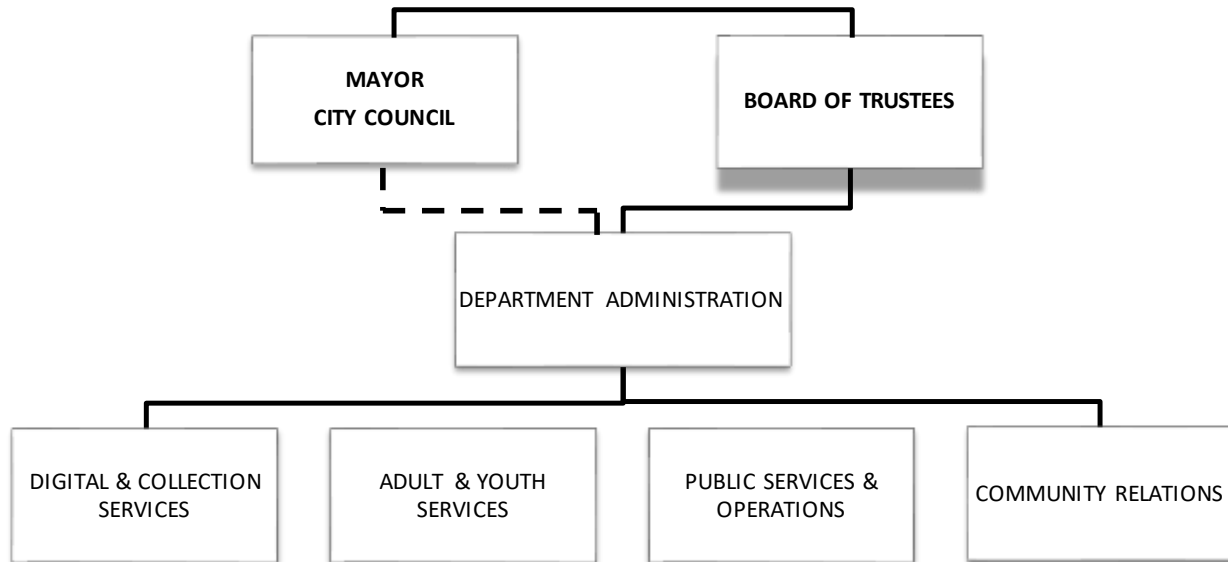 MAYOR
CITY COUNCIL
BOARD OF TRUSTEES
DEPARTMENT ADMINISTRATION
DIGITAL & COLLECTION
SERVICES
ADULT & YOUTH
SERVICES
PUBLIC SERVICES &
OPERATIONS
COMMUNITY RELATIONS